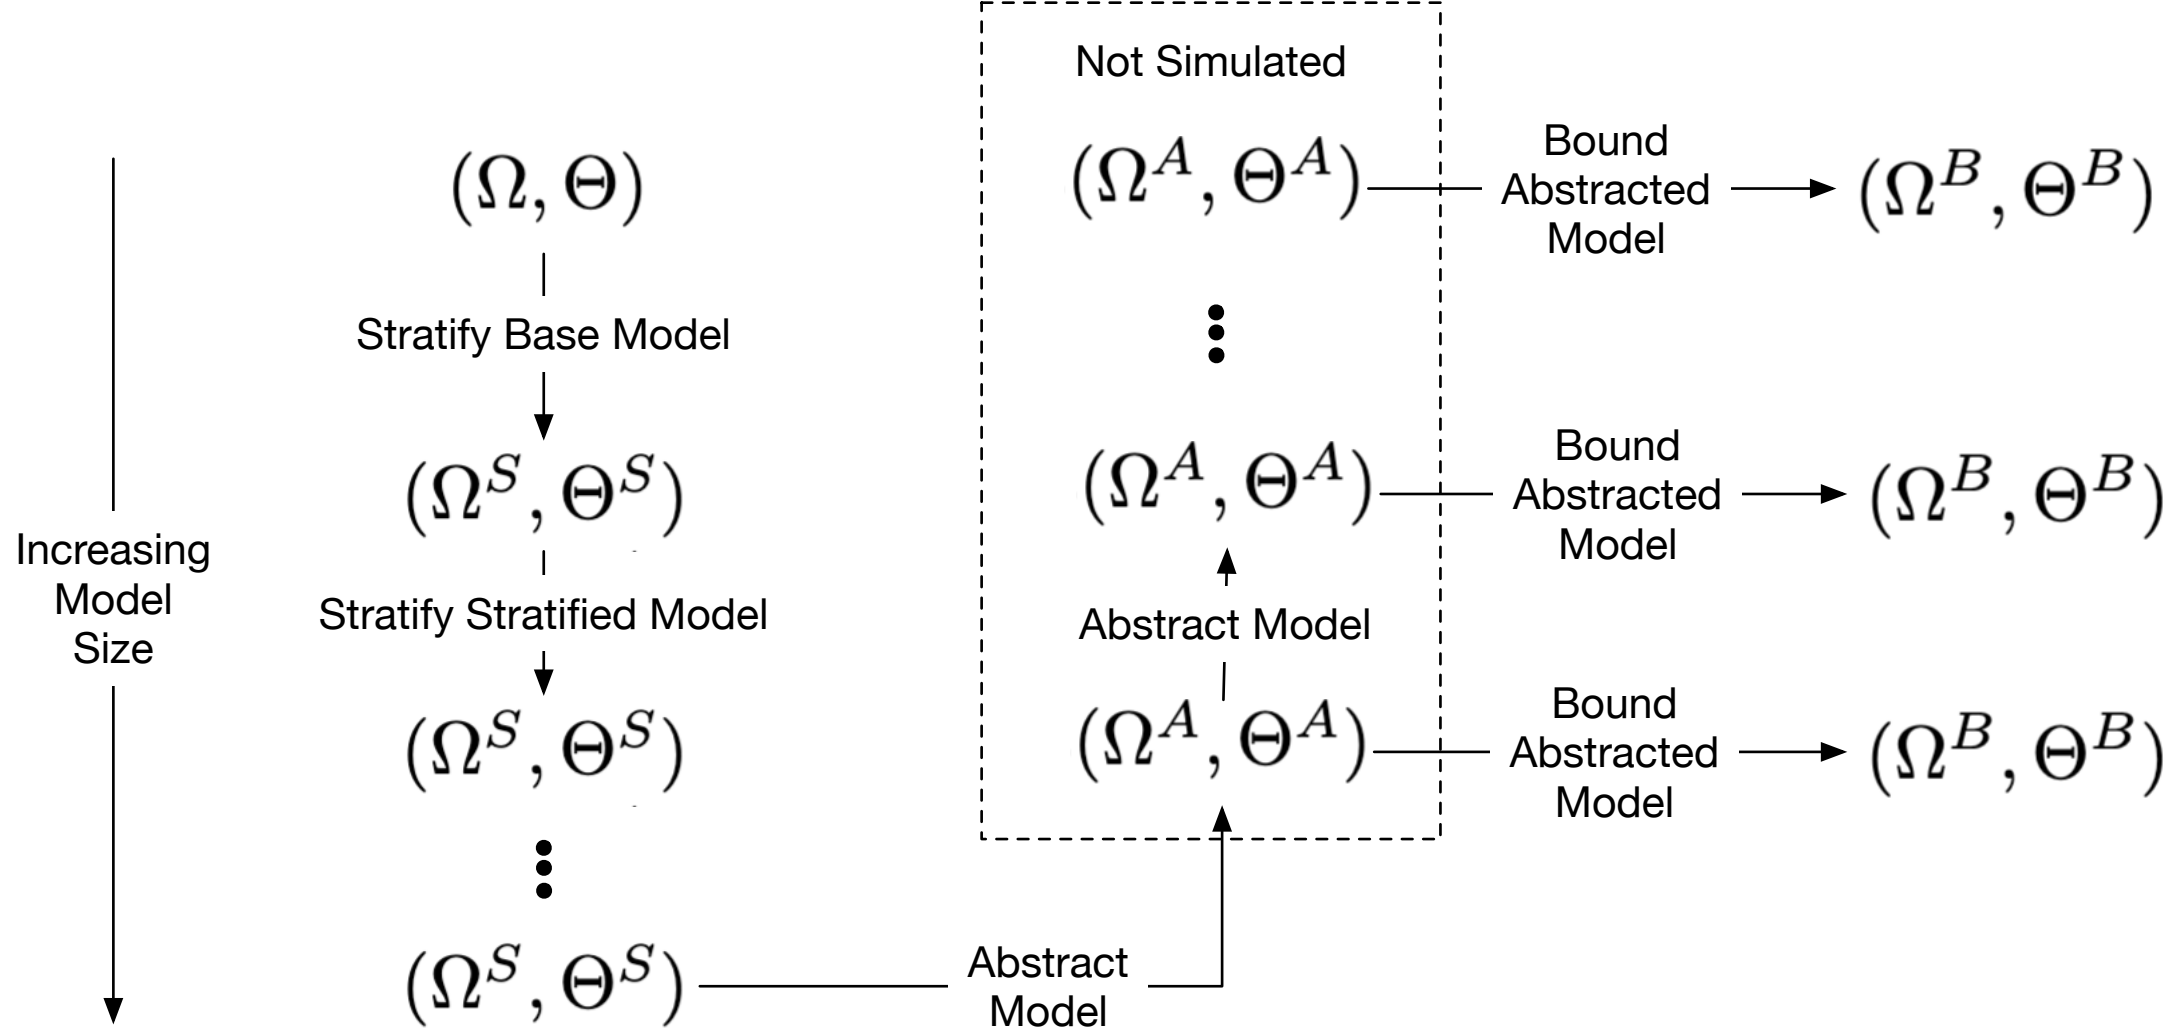 Not Simulated
(Ω, Θ)
Stratify Base Model
(Ω^S, Θ^S)
Stratify Stratified Model
(Ω^S, Θ^S)
(Ω^S, Θ^S)
Increasing
Model
Size
Abstract
Model
(Ω^A, Θ^A)
(Ω^A, Θ^A)
Abstract Model
(Ω^A, Θ^A)
Bound
Abstracted
Model
(Ω^B, Θ^B)
Bound
Abstracted
Model
(Ω^B, Θ^B)
Bound
Abstracted
Model
(Ω^B, Θ^B)